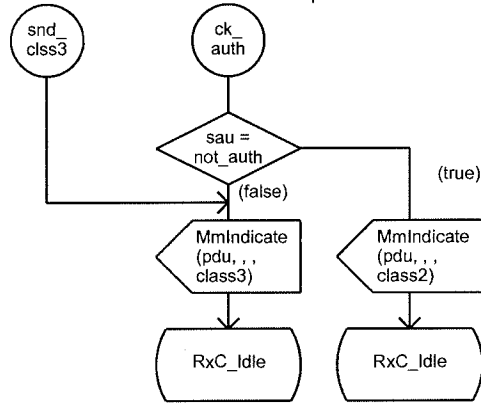 snd_
clss3
ck_
auth
sau =
not_auth
(false)
(true)
MmIndicate
(pdu, , ,
class3)
MmIndicate
(pdu, , ,
class2)
RxC_Idle
RxC_Idle